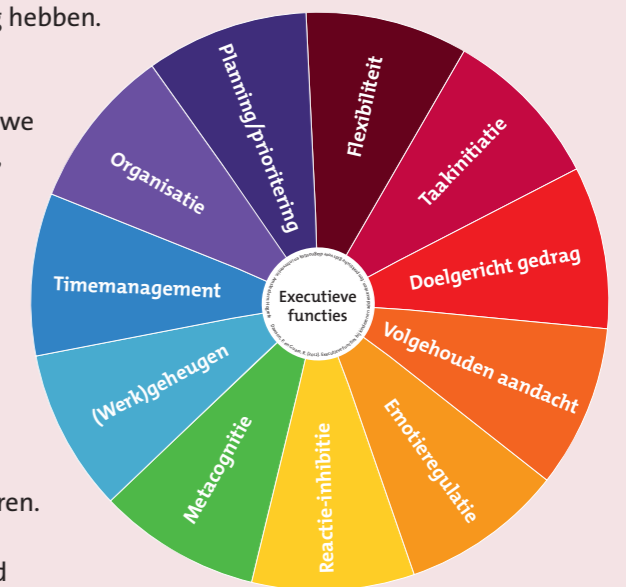 hebben.
we
Planning/prioritering
Flexibiliteit
Taakinitiatie
Doelgericht gedrag
Volgehouden aandacht
Emotieregulatie
Reactie-inhibitie
Metacognitie
(Werk)geheugen
Timemanagement
Organisatie
Executieve
functies